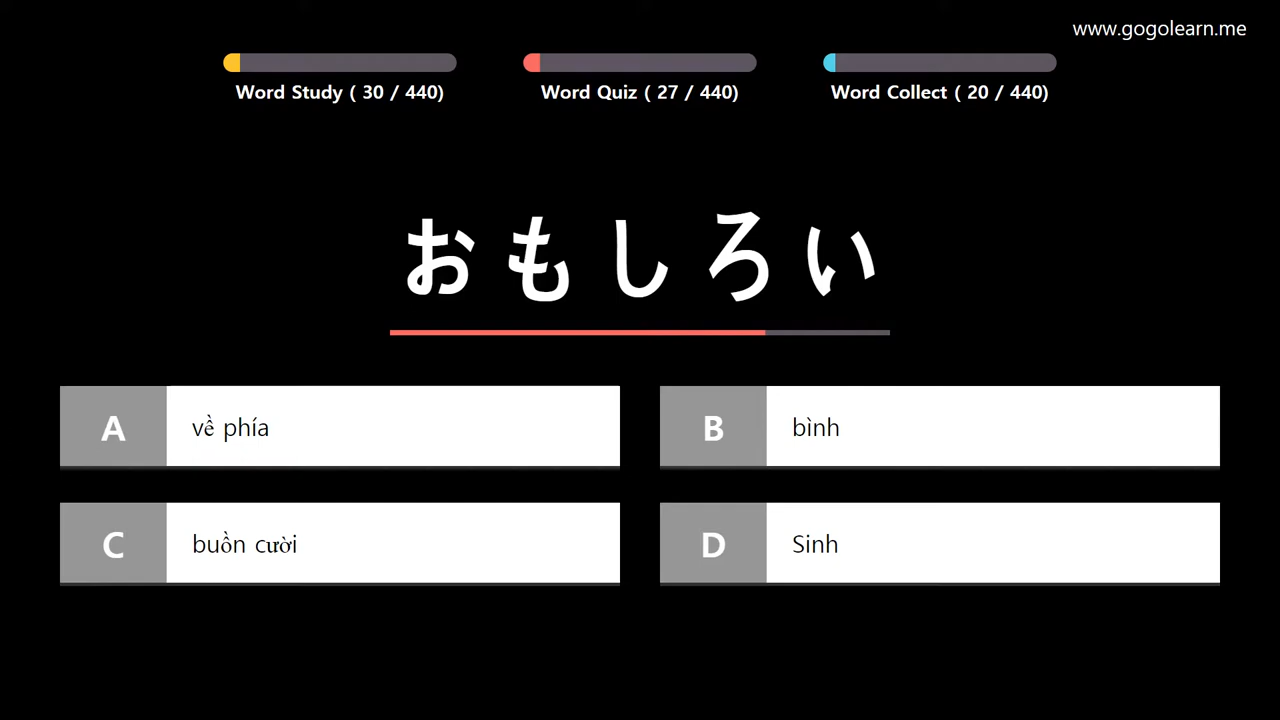 www.gogolearn.me
Word Study ( 30 / 440)
Word Quiz ( 27 / 440)
Word Collect ( 20 / 440)
おもしろい
A về phía
B bình
C buồn cười
D Sinh